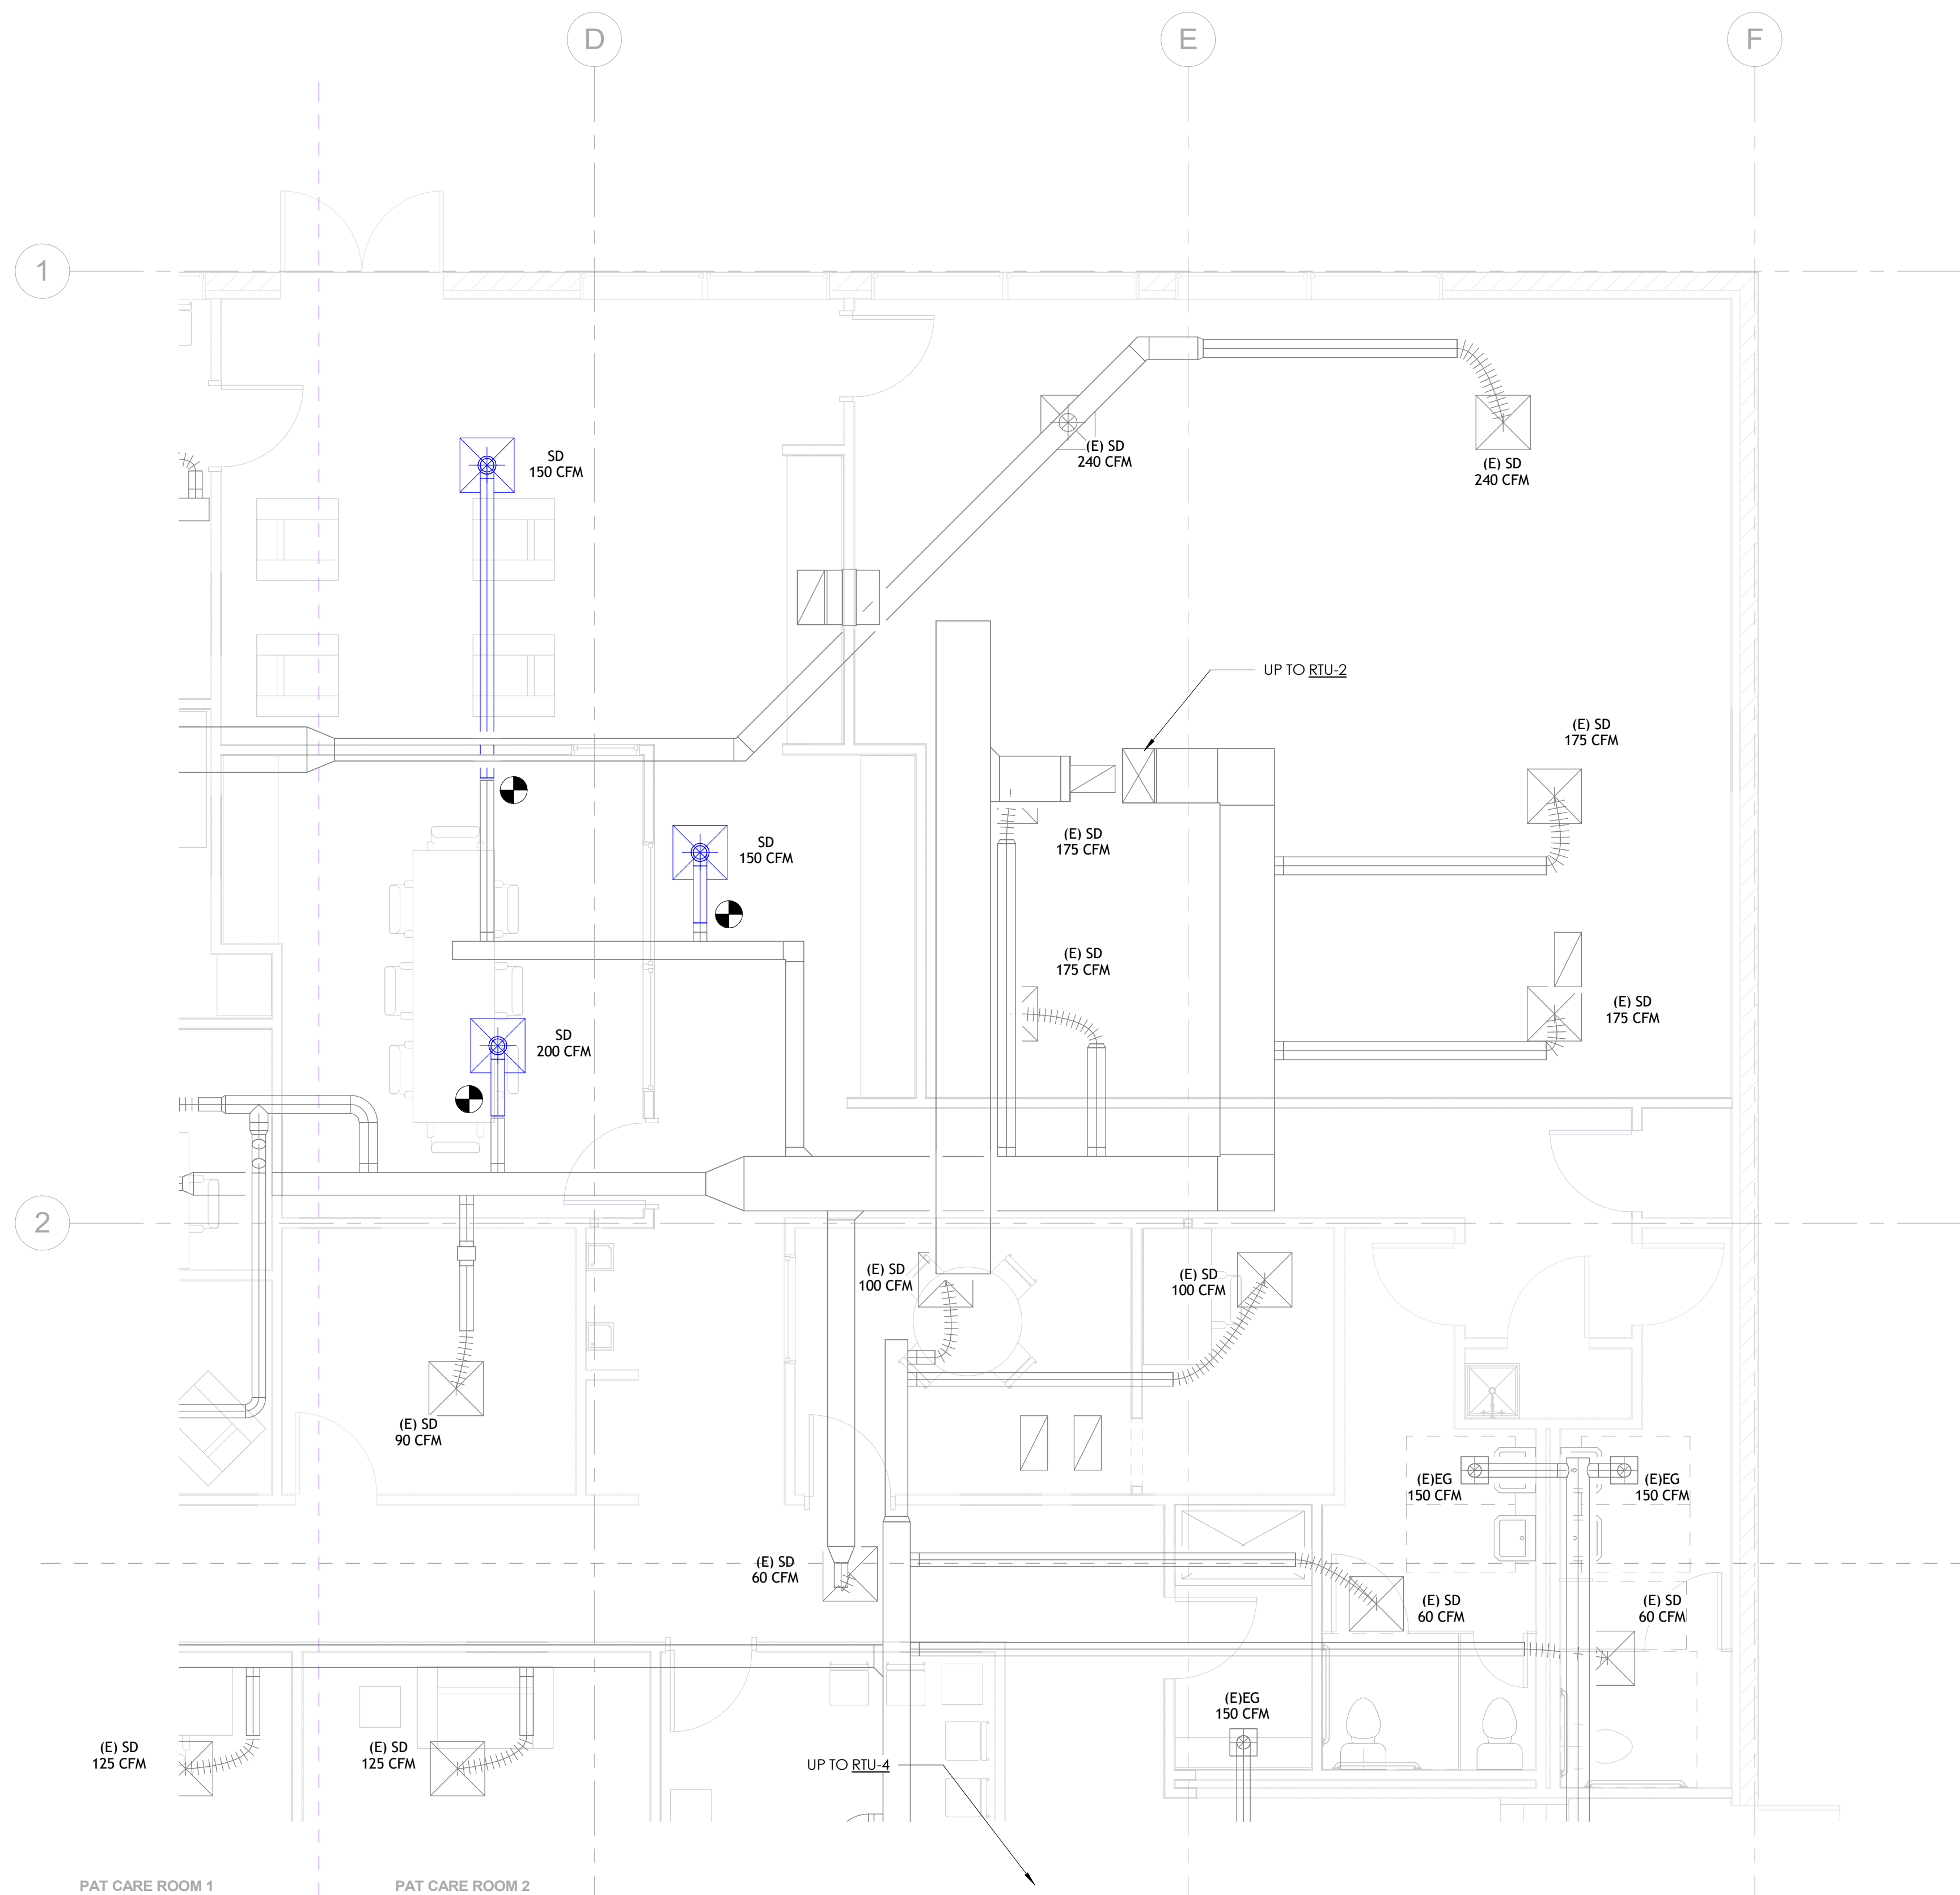 D
E
F
1
SD
150 CFM
(E) SD
240 CFM
(E) SD
240 CFM
UP TO RTU-2
(E) SD
175 CFM
(E) SD
175 CFM
SD
150 CFM
(E) SD
175 CFM
(E) SD
175 CFM
SD
200 CFM
2
(E) SD
100 CFM
(E) SD
100 CFM
(E) SD
90 CFM
(E)EG
150 CFM
(E)EG
150 CFM
(E) SD
60 CFM
(E) SD
60 CFM
(E) SD
60 CFM
(E)EG
150 CFM
(E) SD
125 CFM
(E) SD
125 CFM
UP TO RTU-4
PAT CARE ROOM 1
PAT CARE ROOM 2